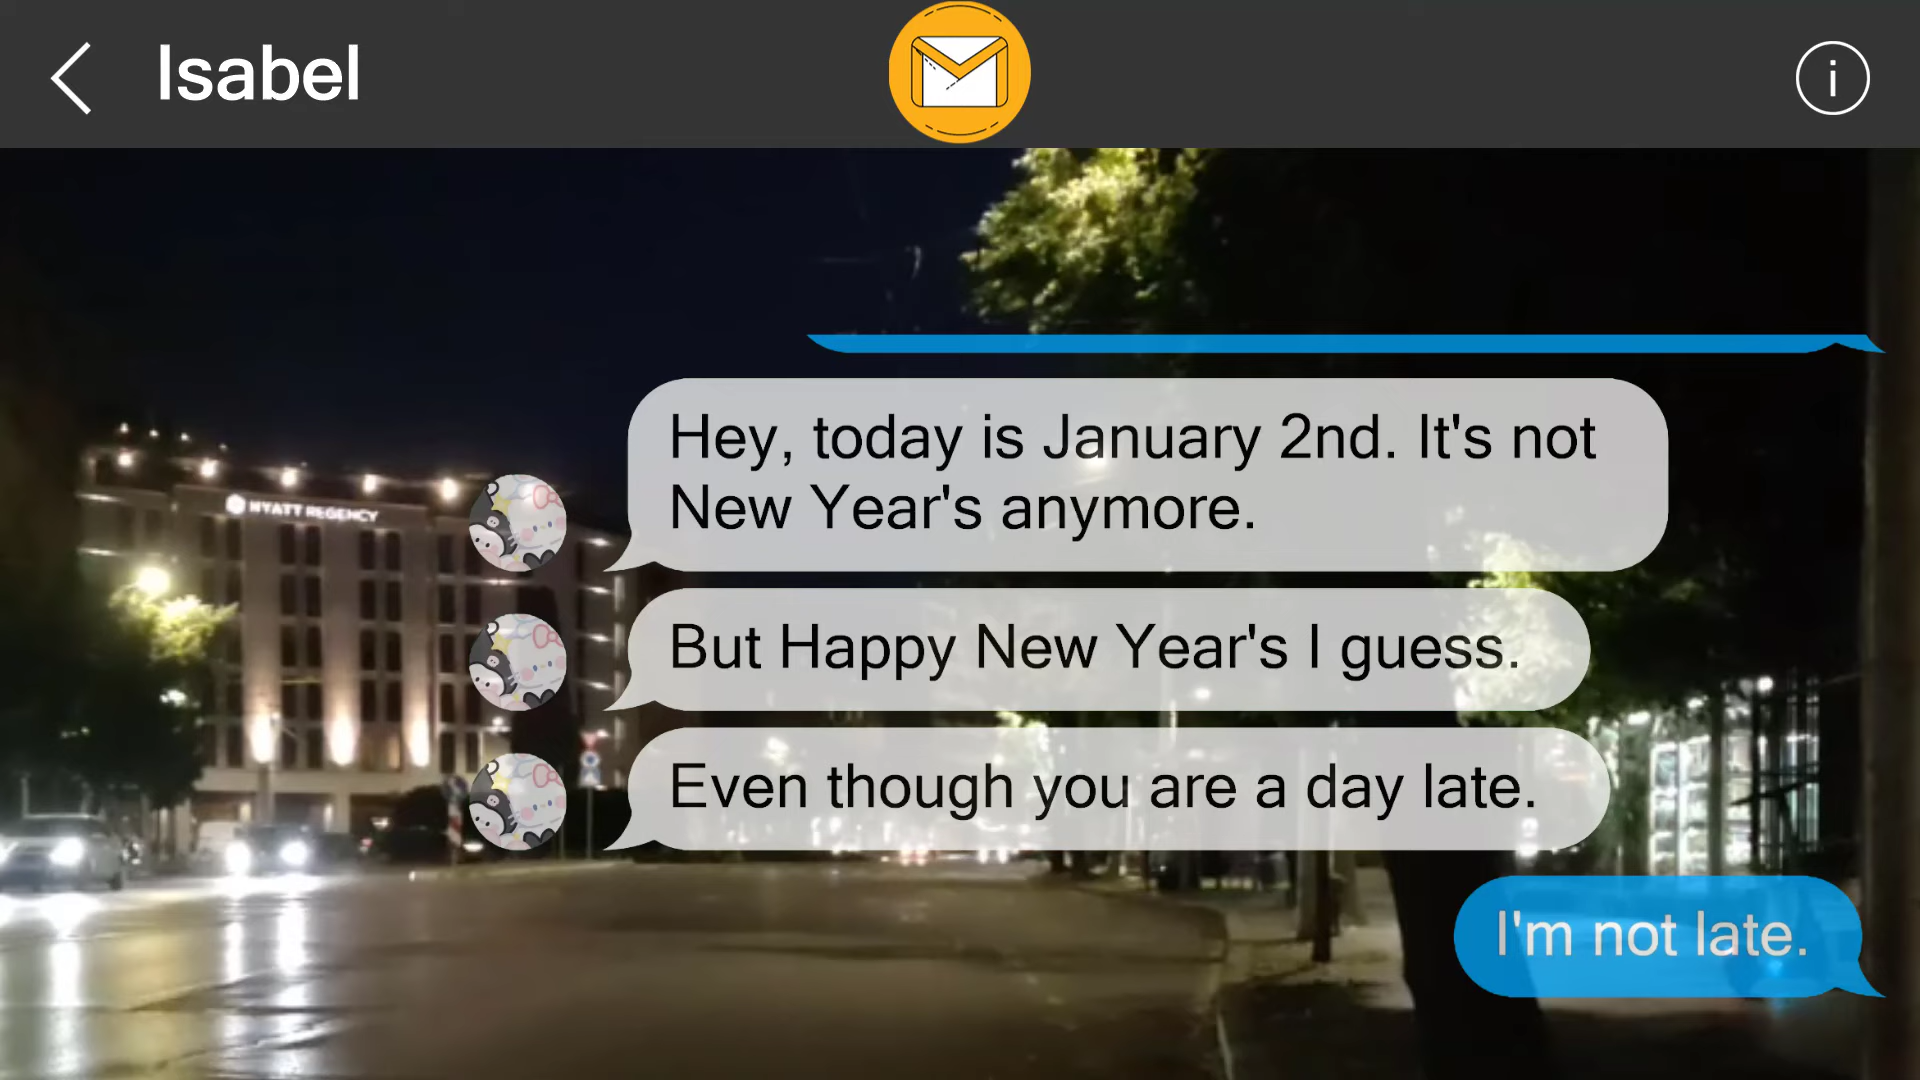 Isabel
i
Hey, today is January 2nd. It's not
New Year's anymore.
HYATT REGENCY
But Happy New Year's I guess.
Even though you are a day late.
I'm not late.